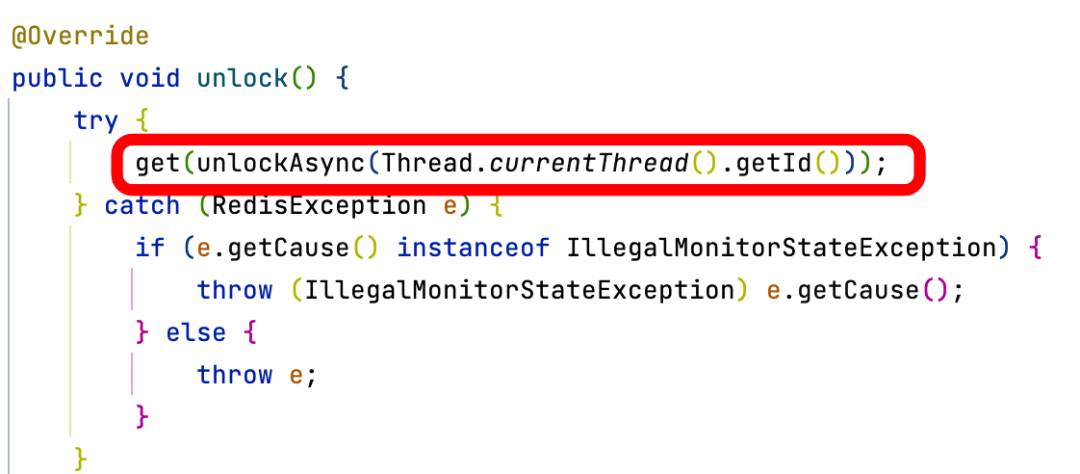 @Override
public void unlock() {
    try {
        get(unlockAsync(Thread.currentThread().getId()));
    } catch (RedisException e) {
        if (e.getCause() instanceof IllegalMonitorStateException) {
            throw (IllegalMonitorStateException) e.getCause();
        } else {
            throw e;
        }
    }